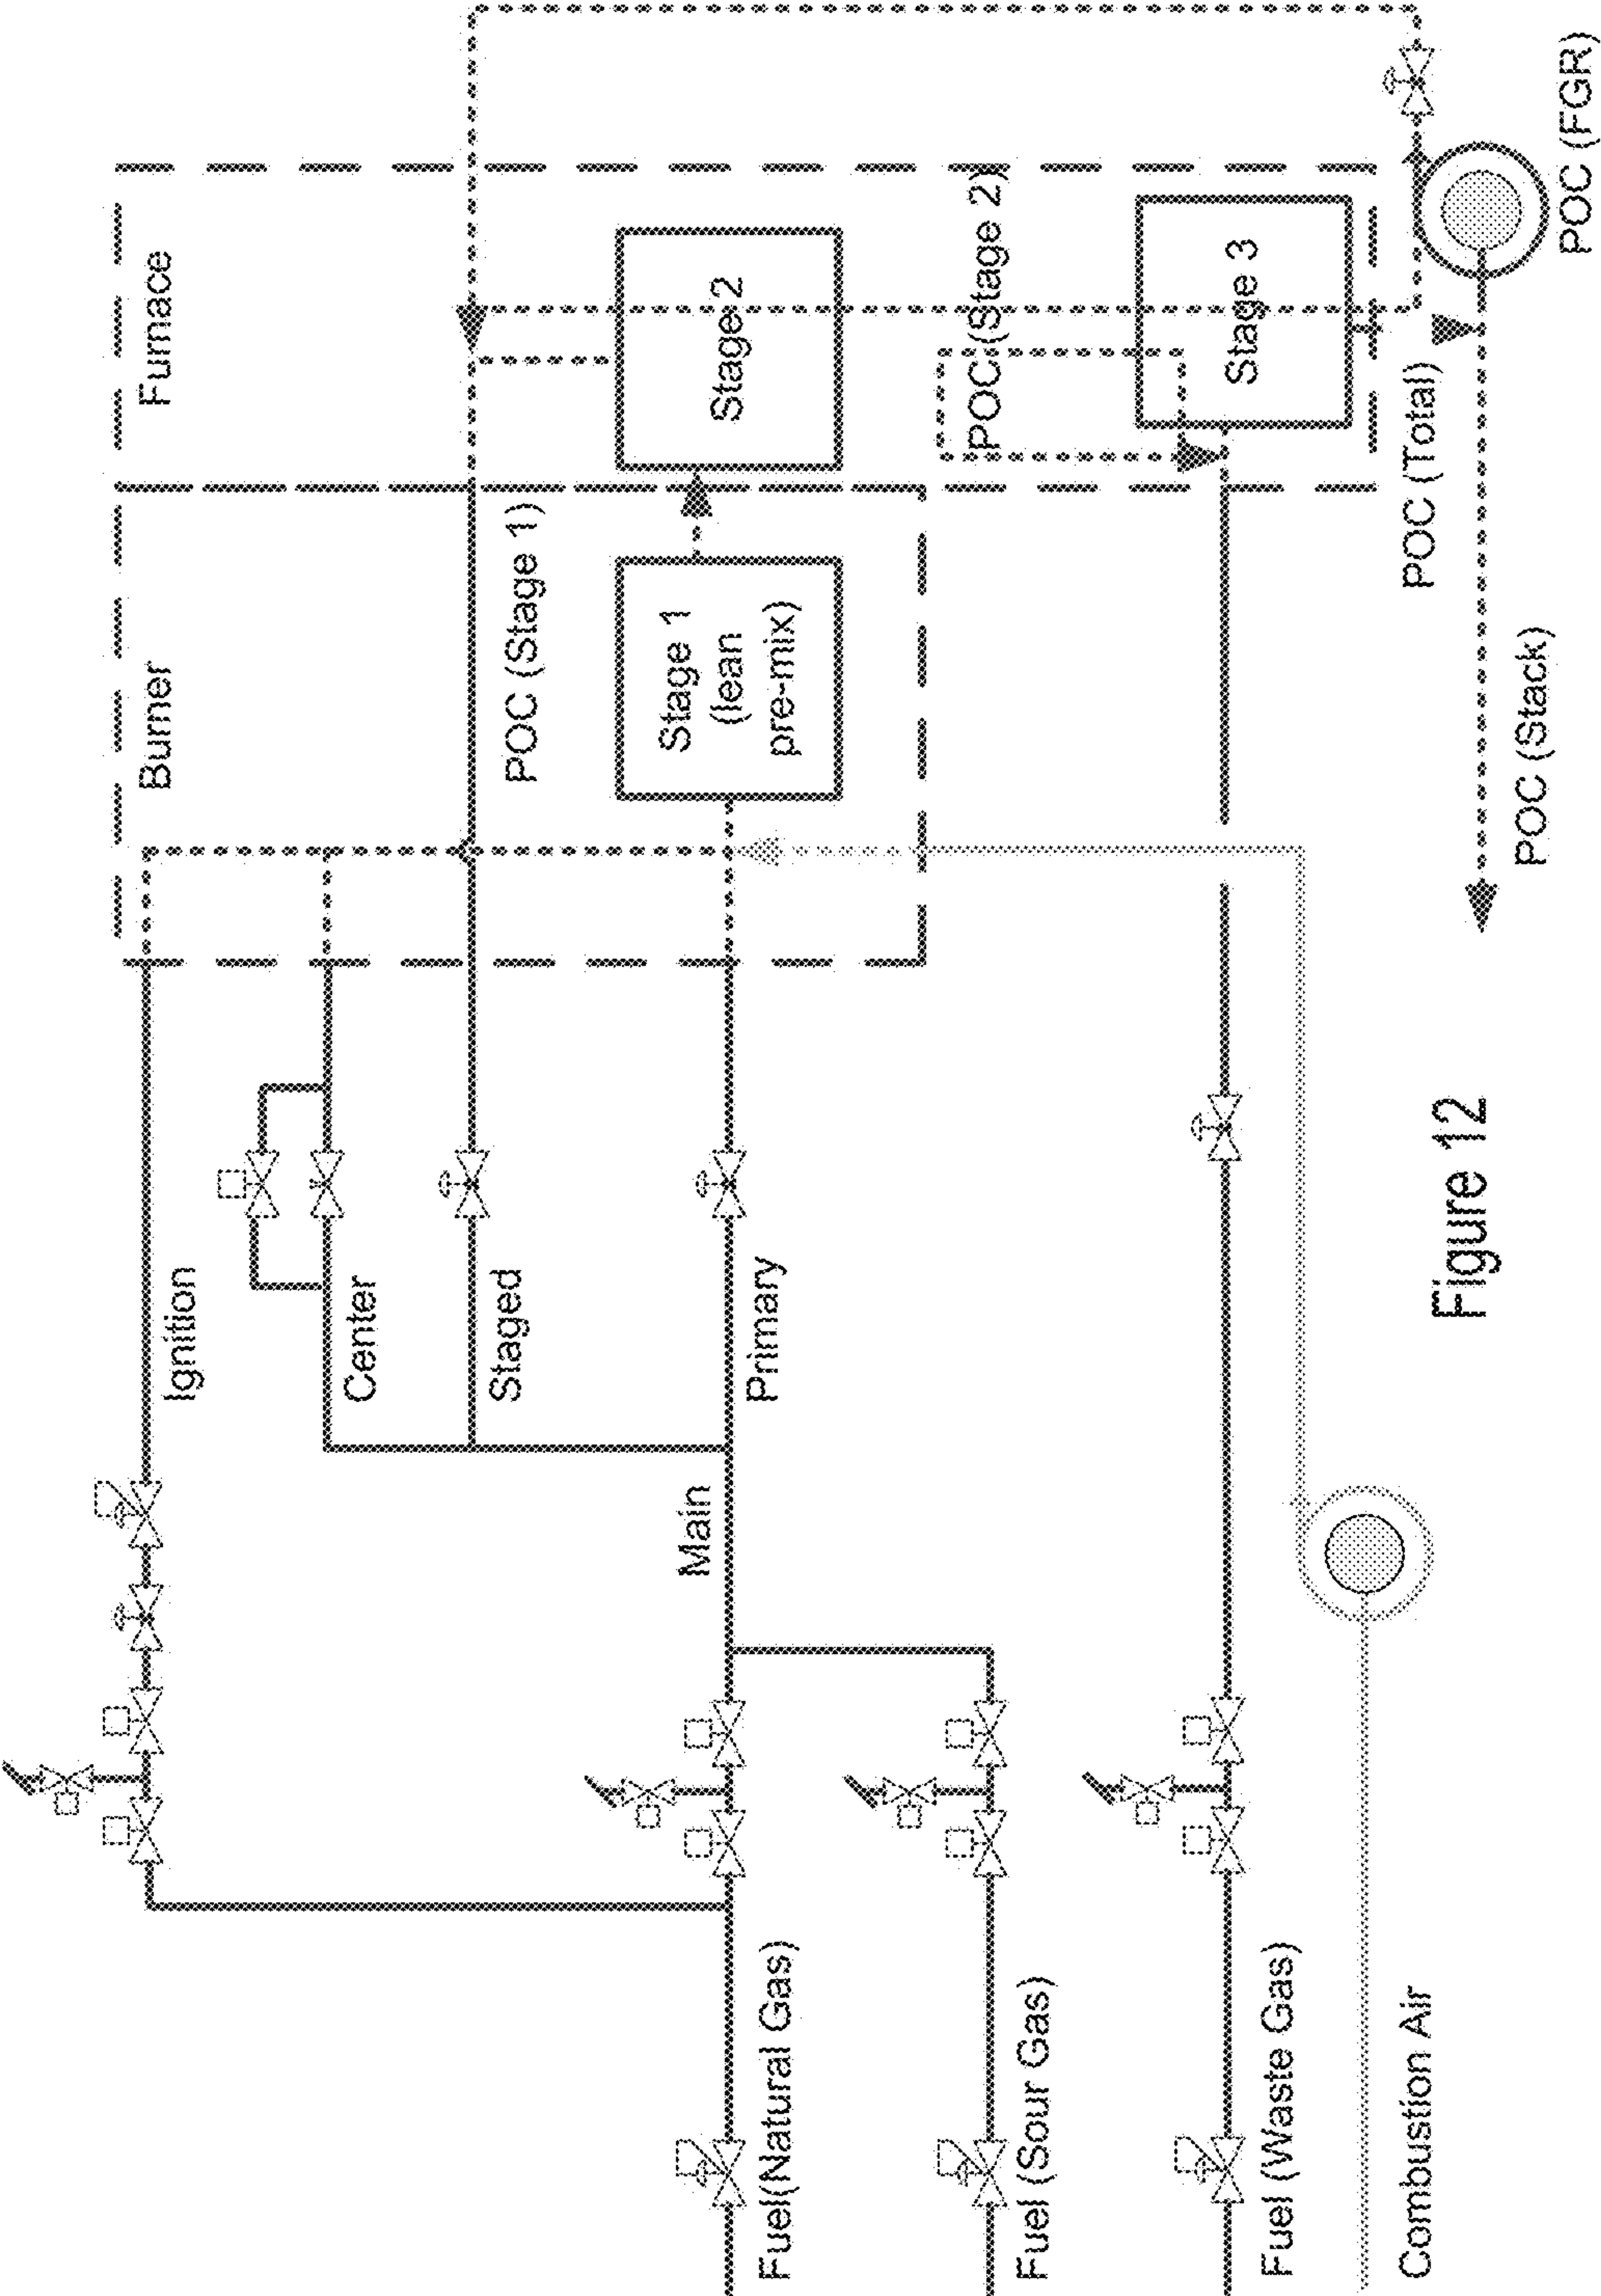 Burner
Furnace
Ignition
Center
Staged
POC (Stage 1)
Stage 1
(lean
pre-mix)
Stage 2
Main
Primary
Fuel(Natural Gas)
POC (Stage 2)
Fuel (Sour Gas)
Stage 3
Fuel (Waste Gas)
Combustion Air
POC (Total)
POC (Stack)
POC (FGR)
Figure 12